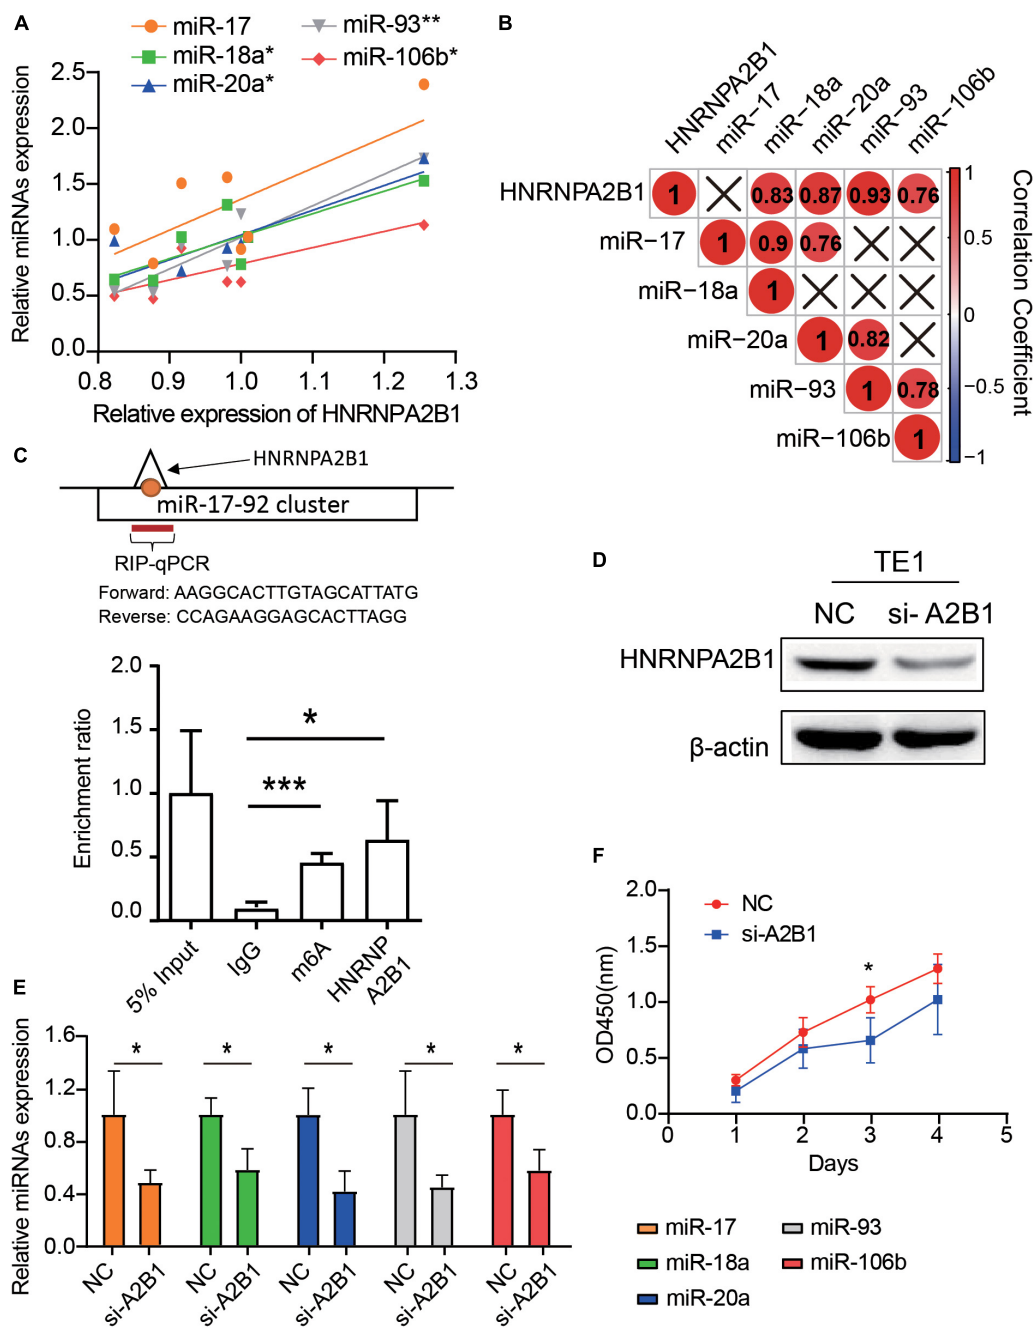 A
miR-17
miR-18a*
miR-20a*
miR-93**
miR-106b*
Relative miRNAs expression
2.5
2.0
1.5
1.0
0.5
0.0
0.8 0.9 1.0 1.1 1.2 1.3
Relative expression of HNRNPA2B1
B
HNRNPA2B1
miR−17
miR−18a
miR−20a
miR−93
miR−106b
HNRNPA2B1 1 0.83 0.87 0.93 0.76
miR−17 1 0.9 0.76
miR−18a 1
miR−20a 1 0.82
miR−93 1 0.78
miR−106b 1
1
0.5
0
−0.5
−1
Correlation Coefficient
C
HNRNPA2B1
miR-17-92 cluster
RIP-qPCR
Forward: AAGGCACTTGTAGCATTATG
Reverse: CCAGAAGGAGCACTTAGG
Enrichment ratio
2.0
1.5
1.0
0.5
0.0
*
***
5% Input
IgG
m6A
HNRNP
A2B1
D
TE1
NC si- A2B1
HNRNPA2B1
β-actin
E
Relative miRNAs expression
1.6
1.2
0.8
0.4
0.0
* * * * *
NC si-A2B1 NC si-A2B1 NC si-A2B1 NC si-A2B1 NC si-A2B1
F
NC
si-A2B1
OD450(nm)
2.0
1.5
1.0
0.5
0.0
*
0 1 2 3 4 5
Days
miR-17
miR-18a
miR-20a
miR-93
miR-106b